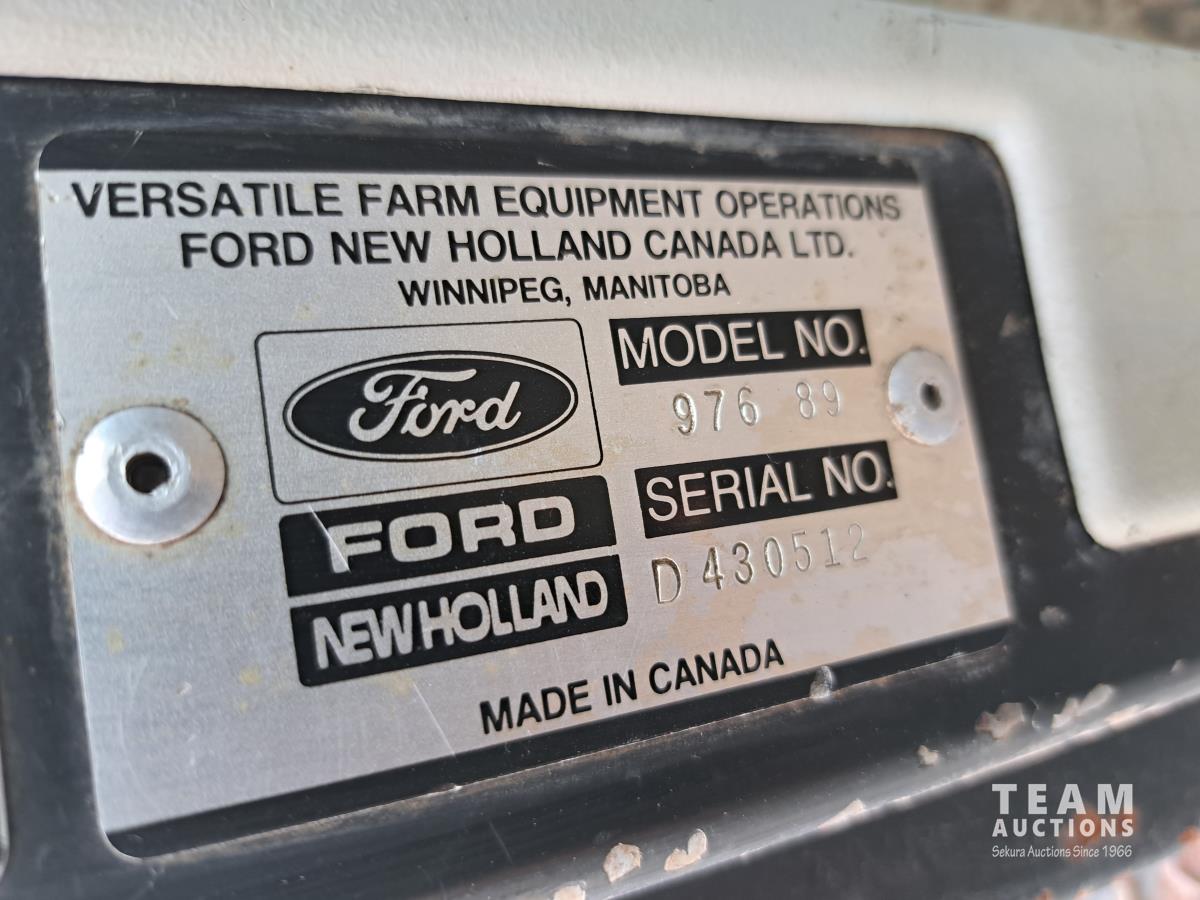 VERSATILE FARM EQUIPMENT OPERATIONS
FORD NEW HOLLAND CANADA LTD.
WINNIPEG, MANITOBA
Ford
FORD
NEW HOLLAND
MODEL NO.
976 89
SERIAL NO.
D 430512
MADE IN CANADA
TEAM
AUCTIONS
Sekura Auctions Since 1966